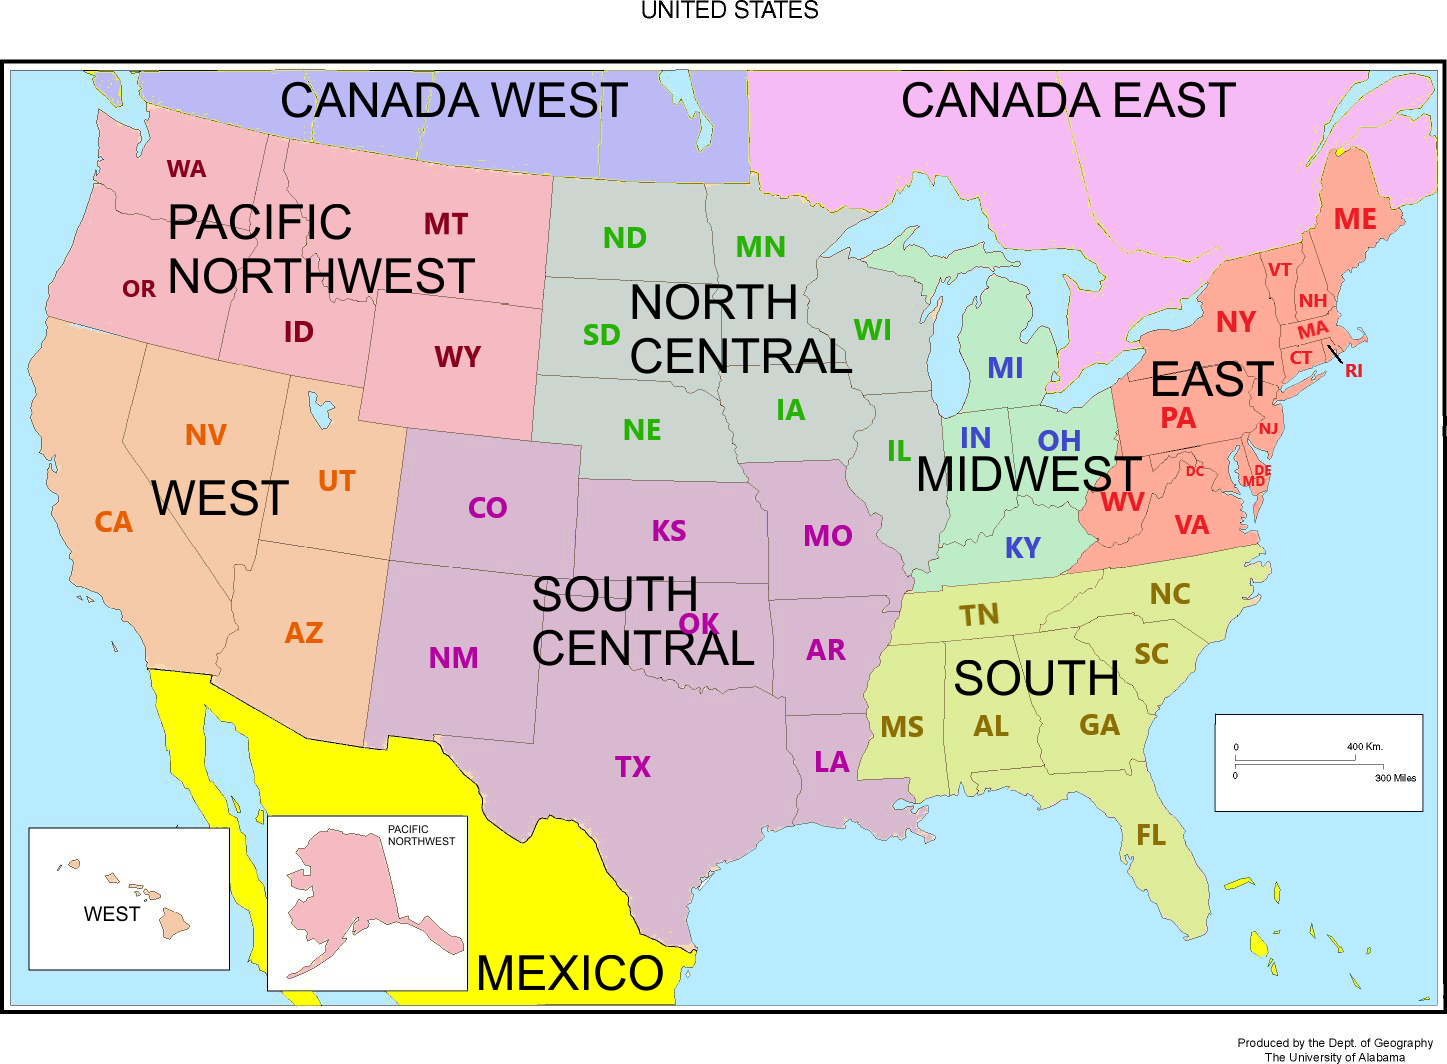 UNITED STATES
CANADA WEST
CANADA EAST
WA
PACIFIC
NORTHWEST
MT
OR
ID
WY
ND
MN
NORTH
CENTRAL
SD
WI
NE
IA
IL
MI
IN
OH
MIDWEST
KY
ME
VT
NH
NY
MA
CT
RI
EAST
PA
NJ
DC
DE
MD
WV
VA
NV
UT
WEST
CA
AZ
CO
KS
MO
SOUTH
CENTRAL
OK
NM
AR
TX
LA
TN
NC
SC
SOUTH
MS
AL
GA
FL
0
400 Km.
0
300 Miles
WEST
PACIFIC
NORTHWEST
MEXICO
Produced by the Dept. of Geography
The University of Alabama